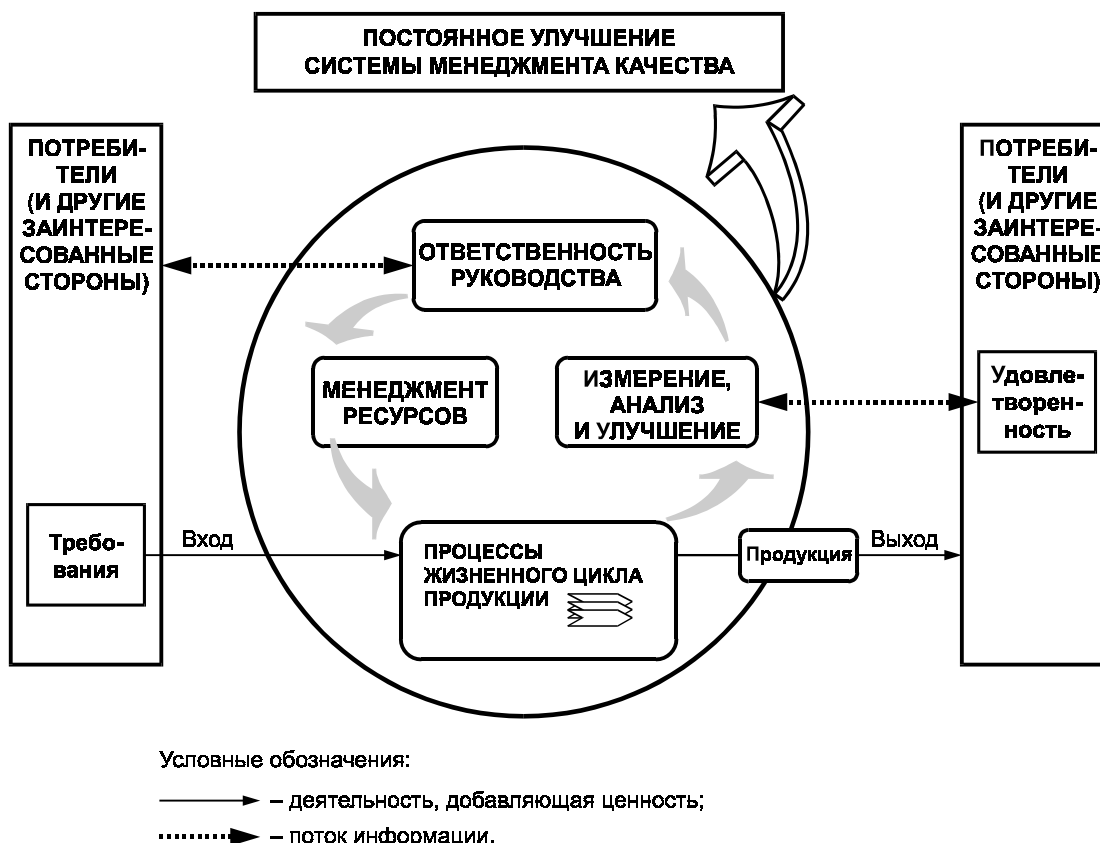 ПОСТОЯННОЕ УЛУЧШЕНИЕ
СИСТЕМЫ МЕНЕДЖМЕНТА КАЧЕСТВА
ПОТРЕБИ-
ТЕЛИ
(И ДРУГИЕ
ЗАИНТЕРЕ-
СОВАННЫЕ
СТОРОНЫ)
ПОТРЕБИ-
ТЕЛИ
(И ДРУГИЕ
ЗАИНТЕРЕ-
СОВАННЫЕ
СТОРОНЫ)
ОТВЕТСТВЕННОСТЬ
РУКОВОДСТВА
МЕНЕДЖМЕНТ
РЕСУРСОВ
ИЗМЕРЕНИЕ,
АНАЛИЗ
И УЛУЧШЕНИЕ
Удовле-
творен-
ность
Требо-
вания
Вход
ПРОЦЕССЫ
ЖИЗНЕННОГО ЦИКЛА
ПРОДУКЦИИ
Продукция
Выход
Условные обозначения:
– деятельность, добавляющая ценность;
– поток информации.